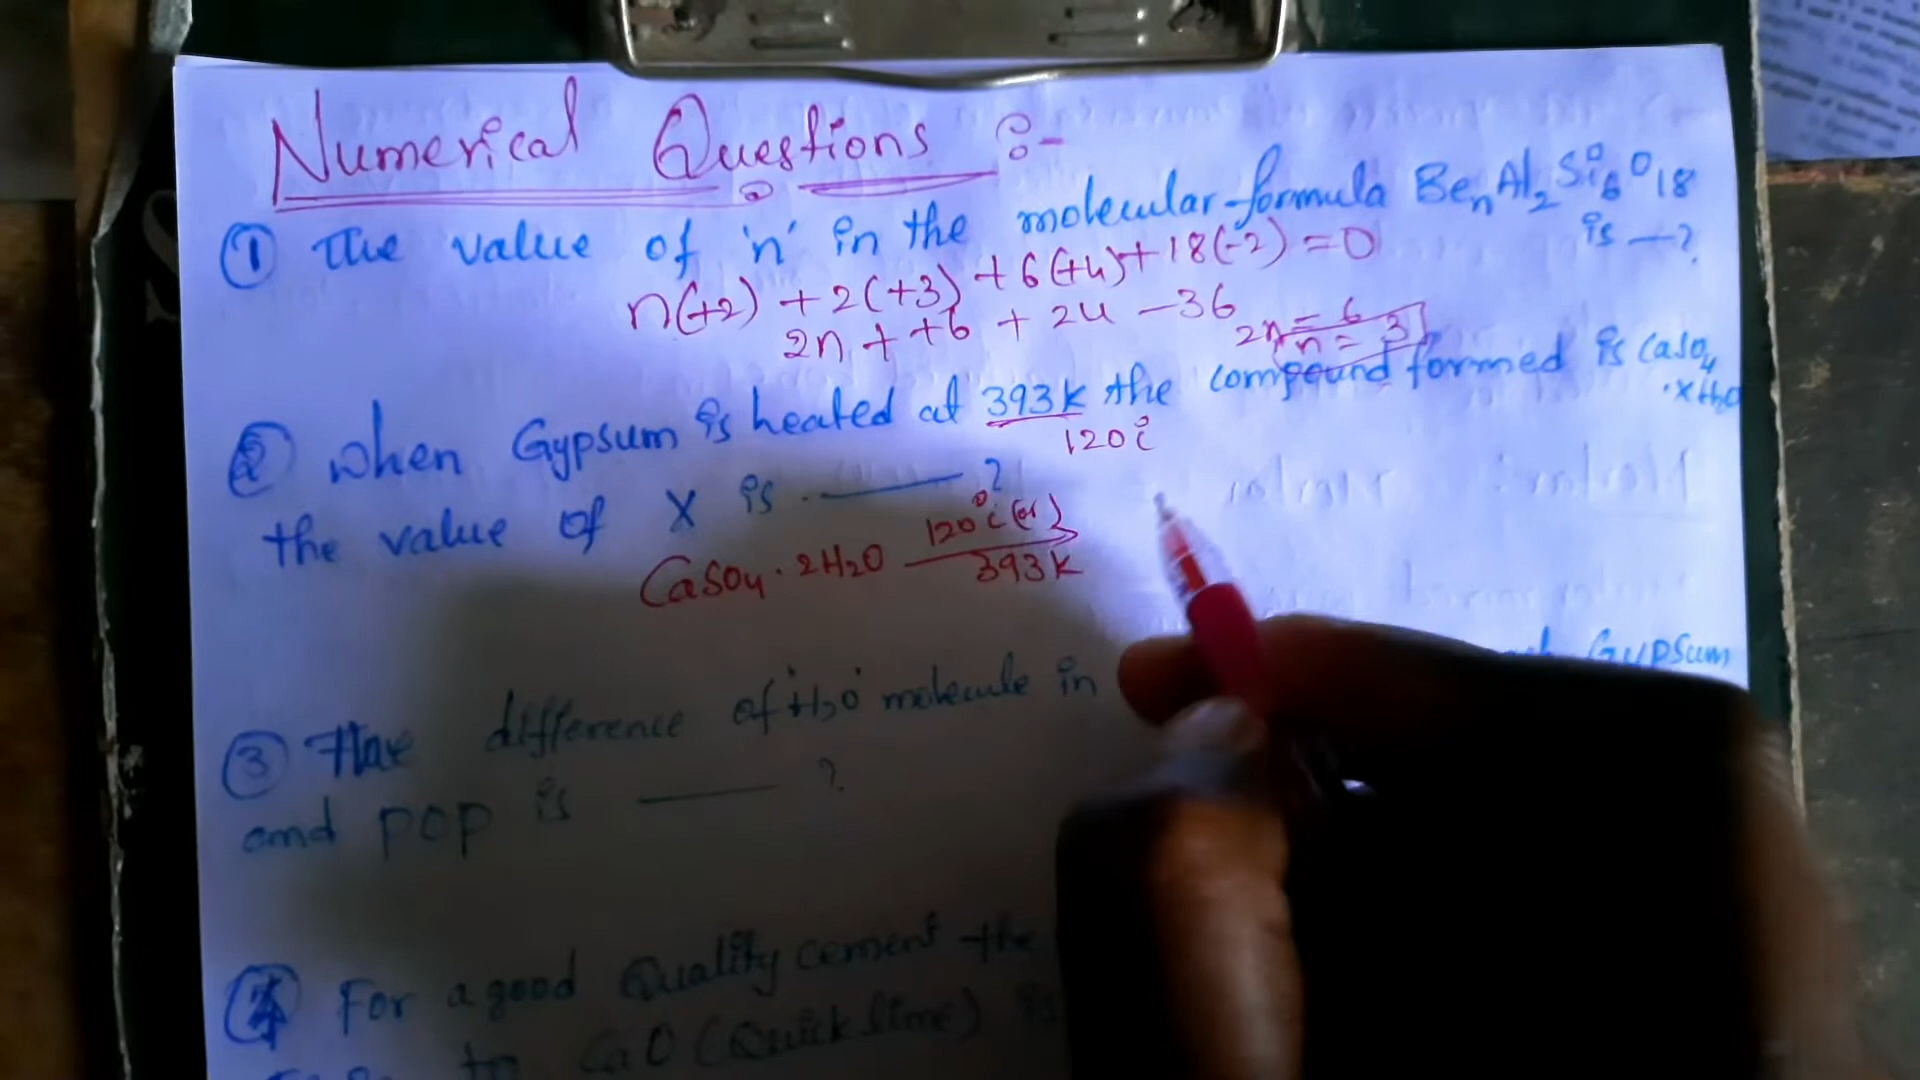 Numerical Questions :-
① The value of 'n' in the molecular formula BenAl2Si6O18 is —?
n(+2) + 2(+3) + 6(+4) + 18(-2) = 0
2n + +6 + 24 - 36
2n = 6
n = 3
② when Gypsum is heated at 393K the compound formed is CaSO4 .xH2O
120°C
the value of X is ———?
CaSO4 . 2H2O 120°C (or) 393K
③ The difference of 'H2O' molecule in Gypsum
and POP is ——— ?
④ For a good Quality cement the
to CaO (Quick lime) is